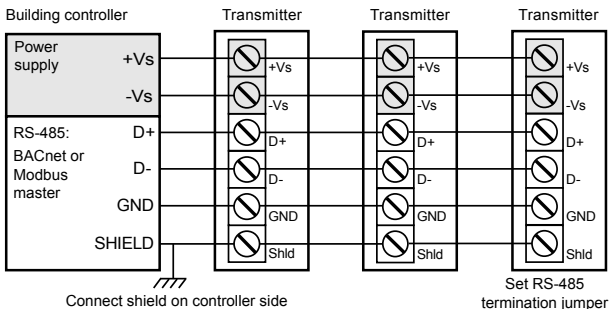 Building controller
Transmitter
Transmitter
Transmitter
Power
supply
+Vs
-Vs
RS-485:
BACnet or
Modbus
master
D+
D-
GND
SHIELD
+Vs
-Vs
D+
D-
GND
Shld
+Vs
-Vs
D+
D-
GND
Shld
+Vs
-Vs
D+
D-
GND
Shld
Connect shield on controller side
Set RS-485
termination jumper